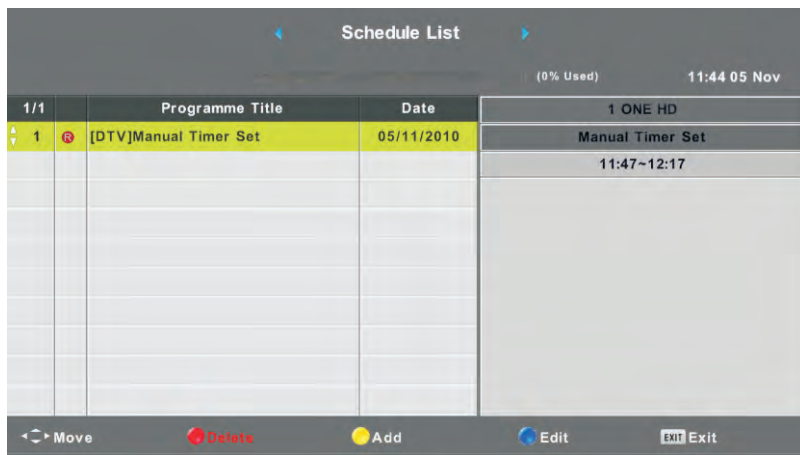 Schedule List
(0% Used) 11:44 05 Nov
1/1 Programme Title Date 1 ONE HD
1 R [DTV]Manual Timer Set 05/11/2010 Manual Timer Set
11:47~12:17
Move Delete Add Edit EXIT Exit